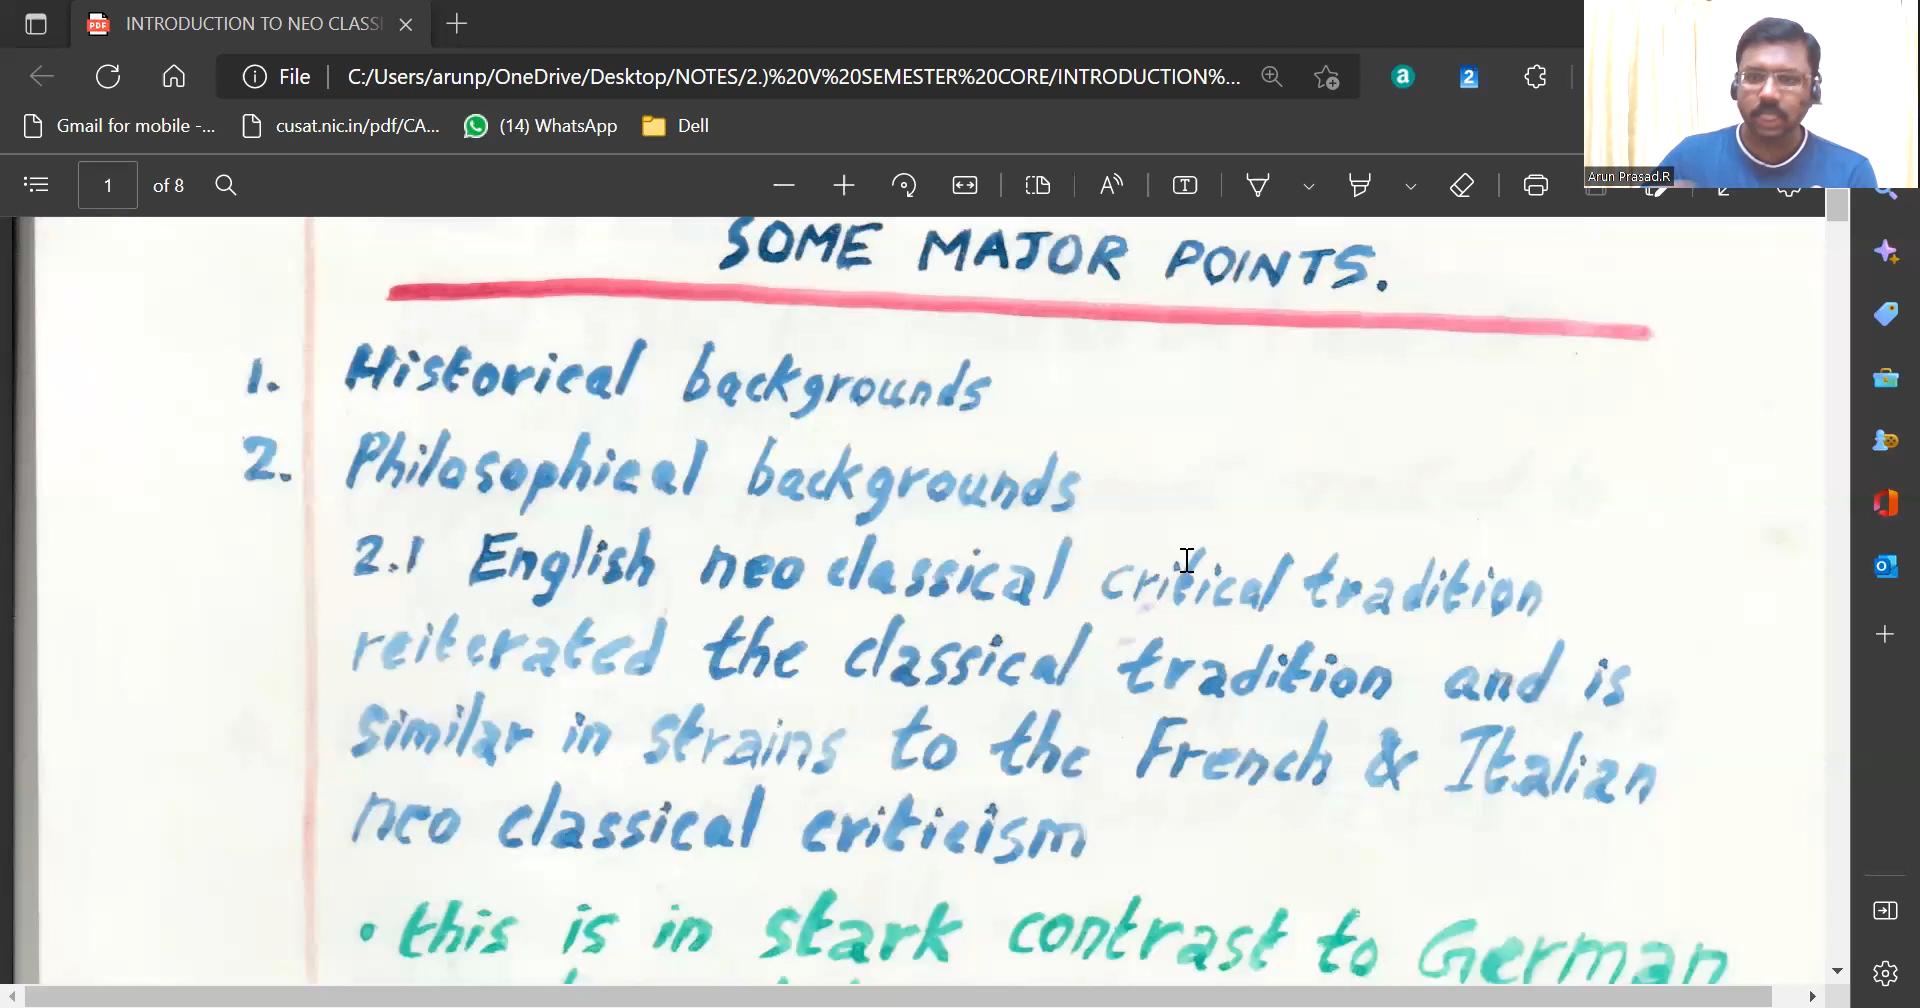 INTRODUCTION TO NEO CLASSI
File
C:/Users/arunp/OneDrive/Desktop/NOTES/2.)%20V%20SEMESTER%20CORE/INTRODUCTION%...
a
2
Gmail for mobile -...
cusat.nic.in/pdf/CA...
(14) WhatsApp
Dell
1 of 8
Arun Prasad.R
SOME MAJOR POINTS.
1. Historical backgrounds
2. Philosophical backgrounds
2.1 English neo classical critical tradition
reiterated the classical tradition and is
similar in strains to the French & Italian
neo classical criticism
• this is in stark contrast to German